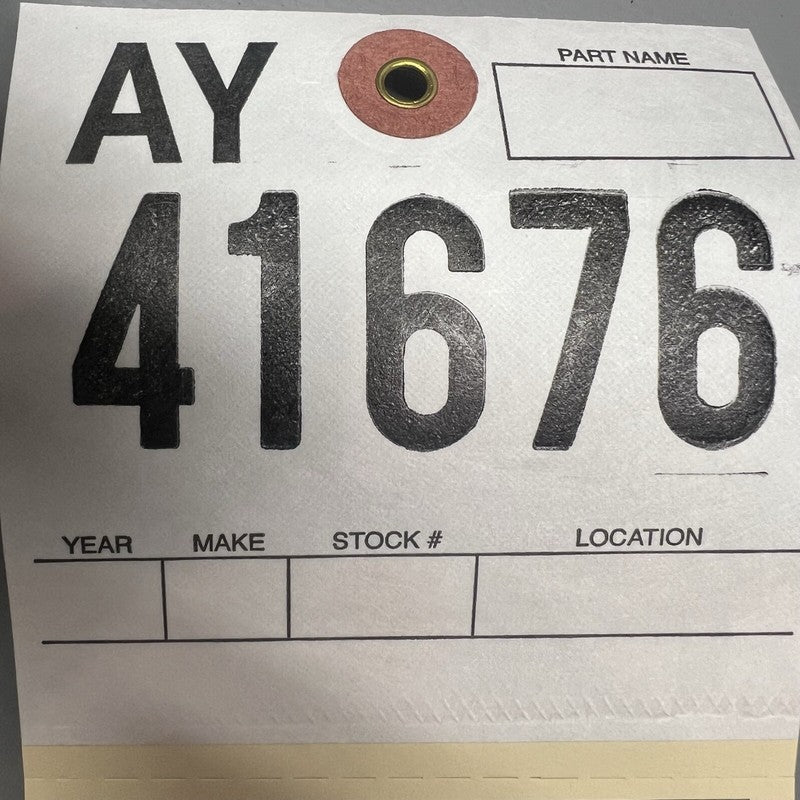 AY
PART NAME
41676
YEAR MAKE STOCK # LOCATION